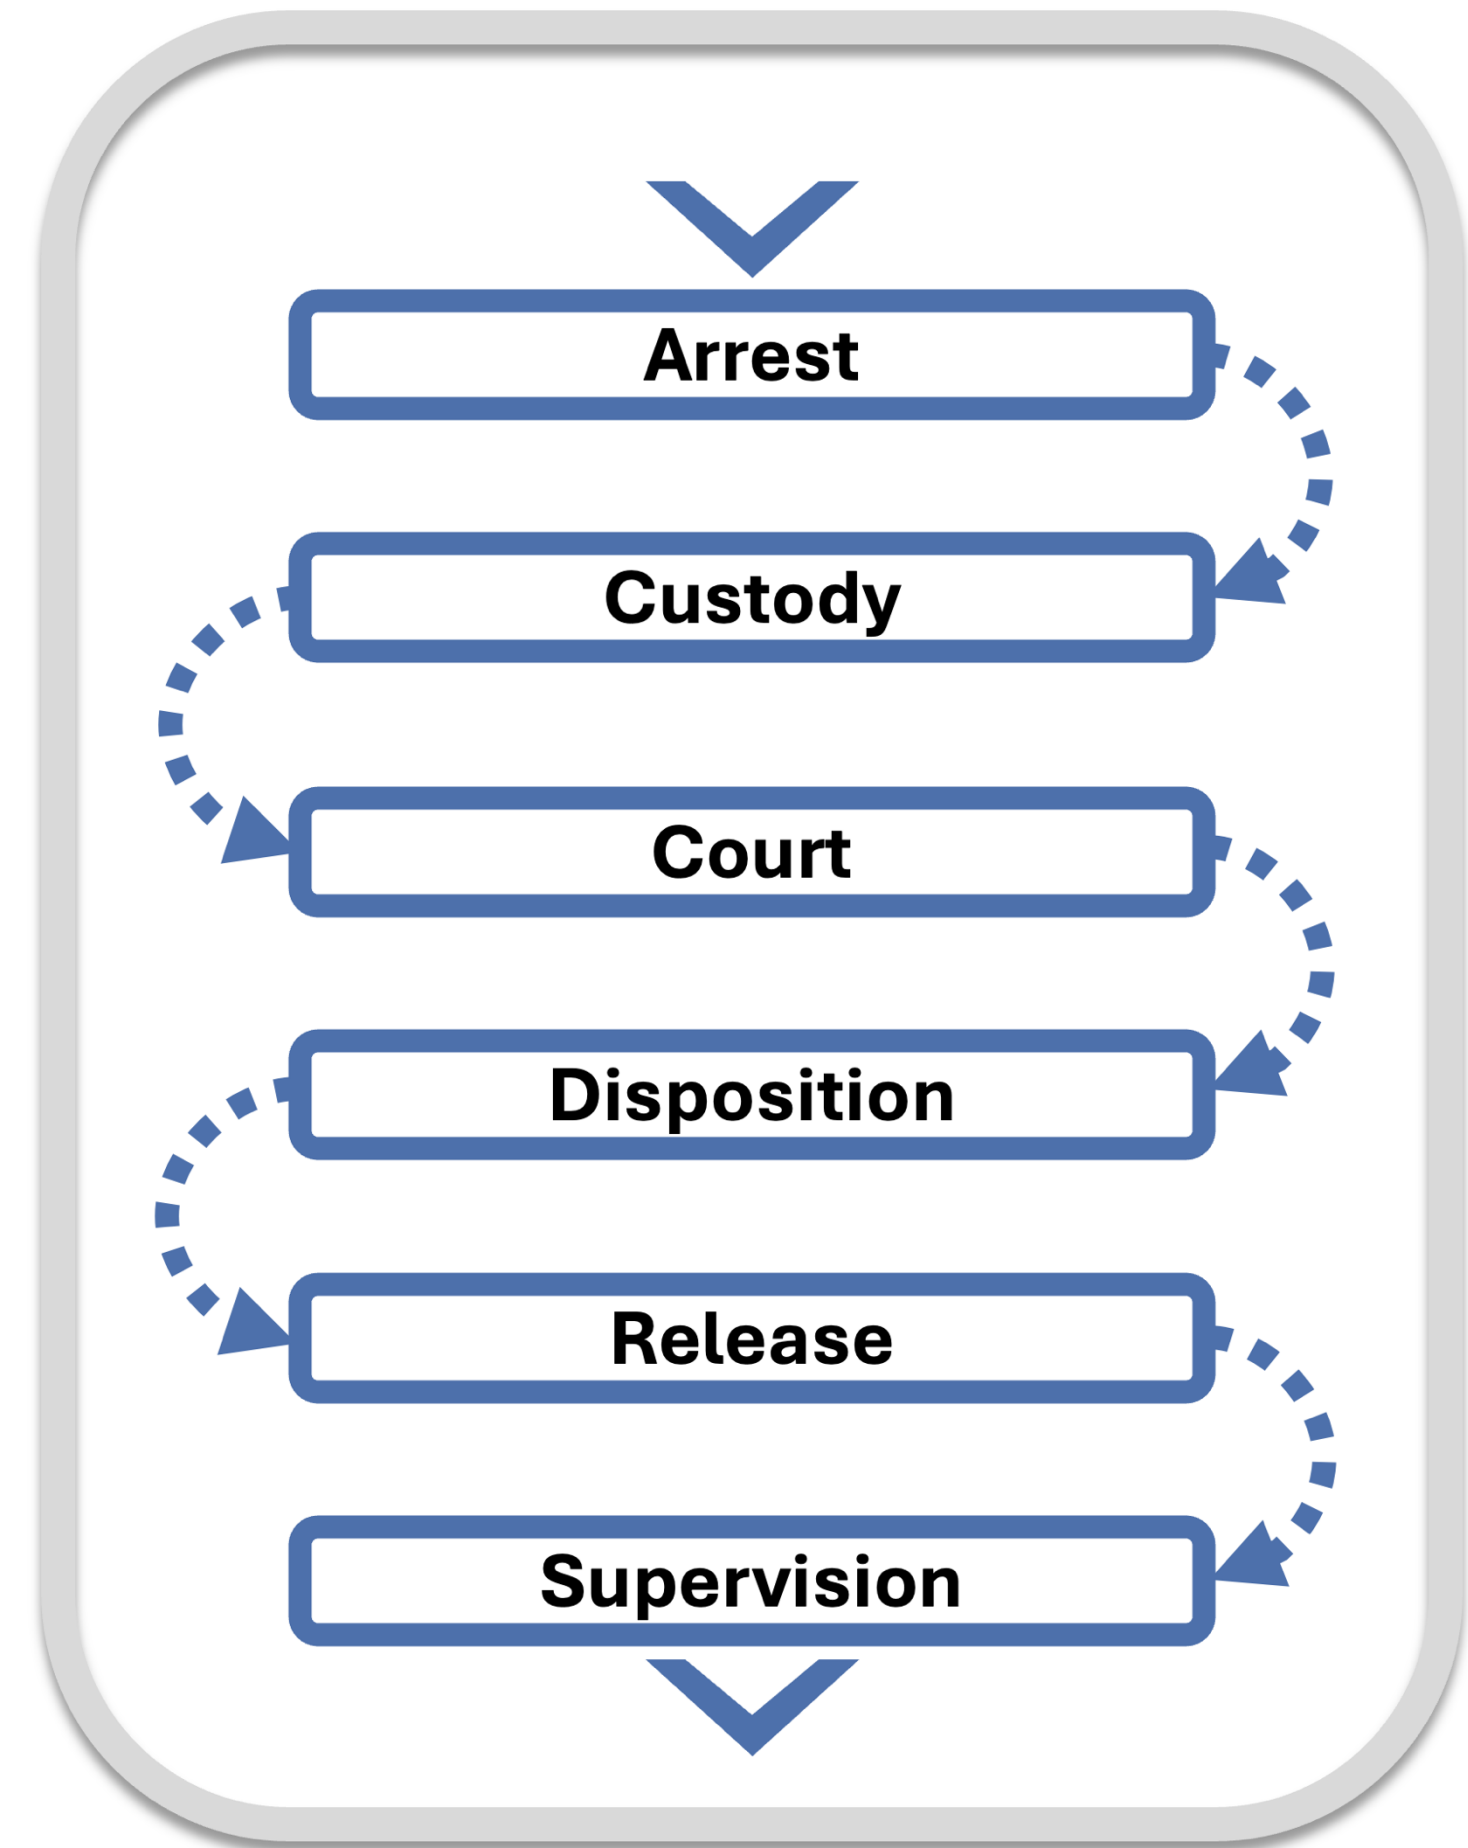 Arrest
Custody
Court
Disposition
Release
Supervision